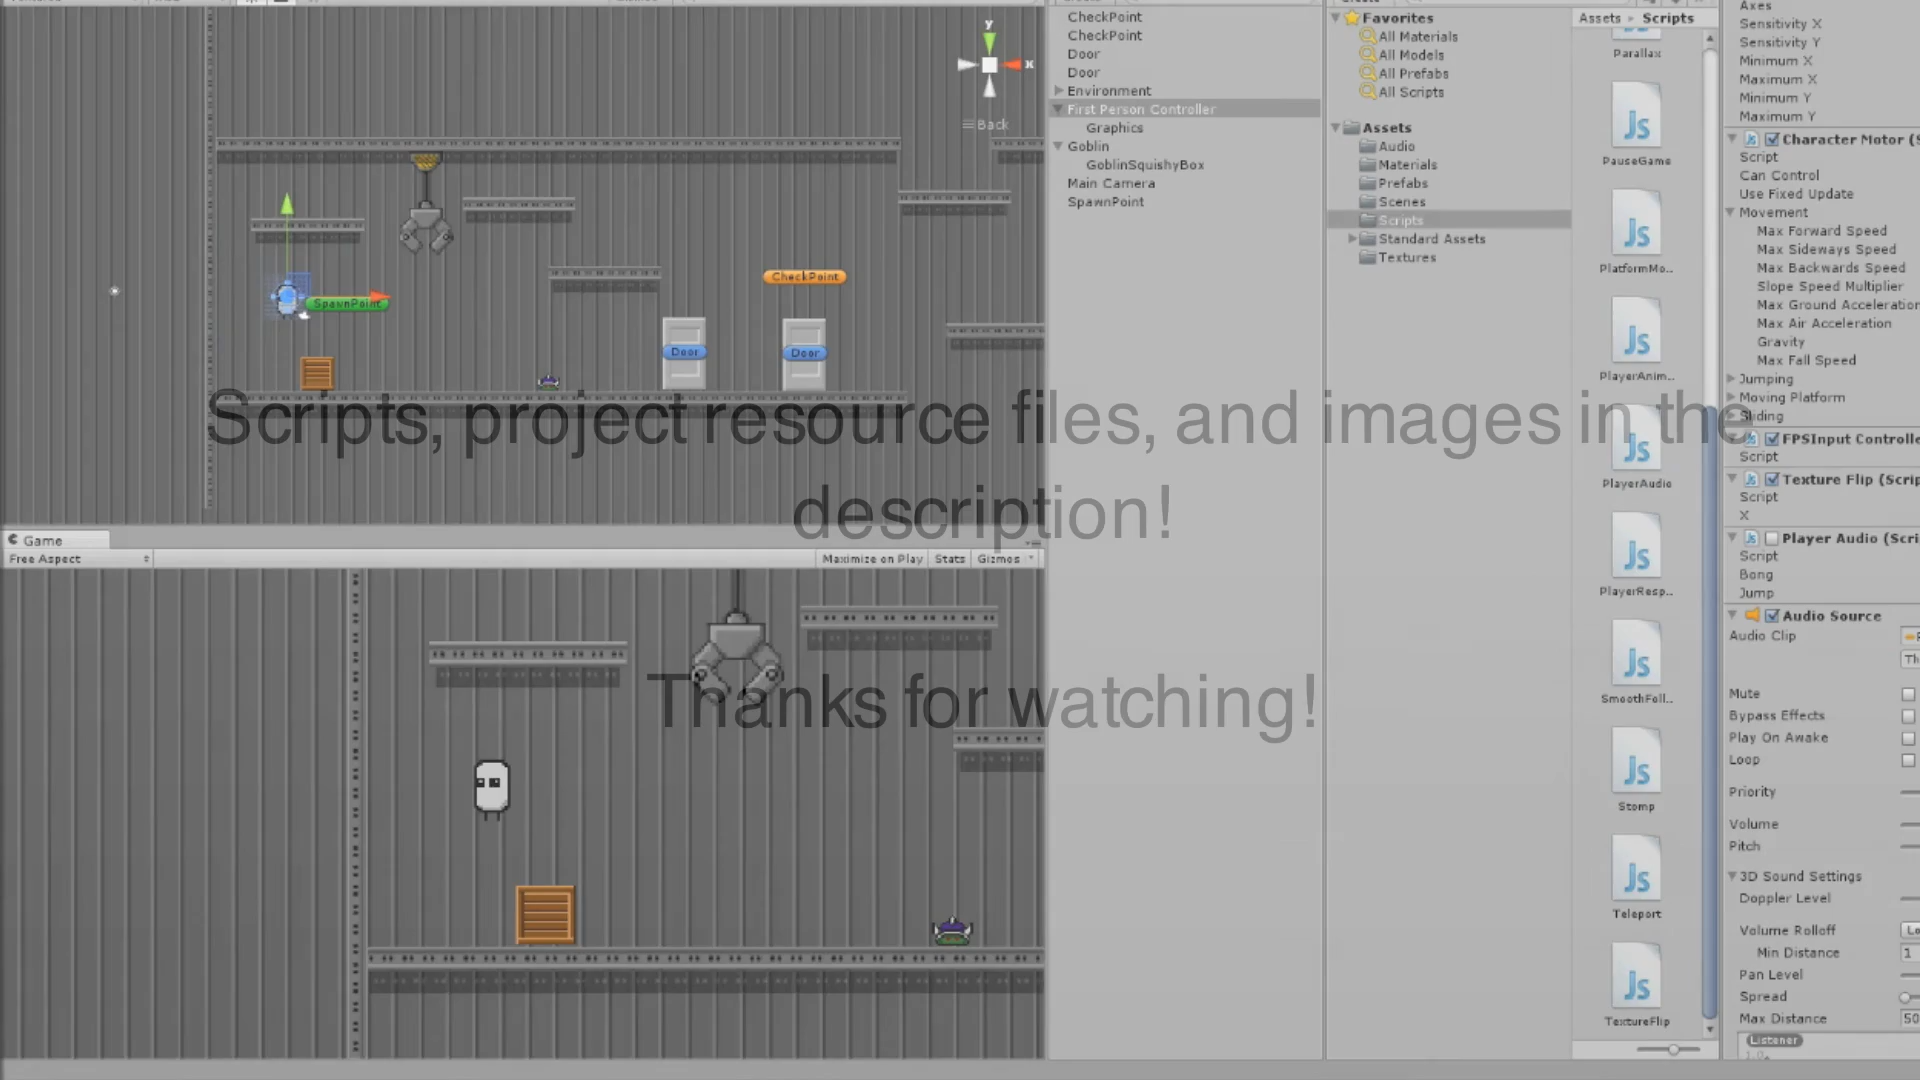 CheckPoint
CheckPoint
Door
Door
Environment
First Person Controller
Graphics
Goblin
GoblinSquishyBox
Main Camera
SpawnPoint
Favorites
All Materials
All Models
All Prefabs
All Scripts
Assets
Audio
Materials
Prefabs
Scenes
Scripts
Standard Assets
Textures
Assets ▸ Scripts
Parallax
PauseGame
PlatformMo...
PlayerAnim...
PlayerAudio
PlayerResp...
SmoothFoll...
Stomp
Teleport
TextureFlip
Axes
Sensitivity X
Sensitivity Y
Minimum X
Maximum X
Minimum Y
Maximum Y
Character Motor (S
Script
Can Control
Use Fixed Update
Movement
Max Forward Speed
Max Sideways Speed
Max Backwards Speed
Slope Speed Multiplier
Max Ground Acceleration
Max Air Acceleration
Gravity
Max Fall Speed
Jumping
Moving Platform
Sliding
FPSInput Controlle
Script
Texture Flip (Scrip
Script
X
Player Audio (Scri
Script
Bong
Jump
Audio Source
Audio Clip
Th
Mute
Bypass Effects
Play On Awake
Loop
Priority
Volume
Pitch
3D Sound Settings
Doppler Level
Volume Rolloff
Lo
Min Distance
1
Pan Level
Spread
Max Distance
50
Listener
y
x
Back
CheckPoint
SpawnPoint
Door
Door
Scripts, project resource files, and images in the
description!
Thanks for watching!
Game
Free Aspect
Maximize on Play
Stats
Gizmos